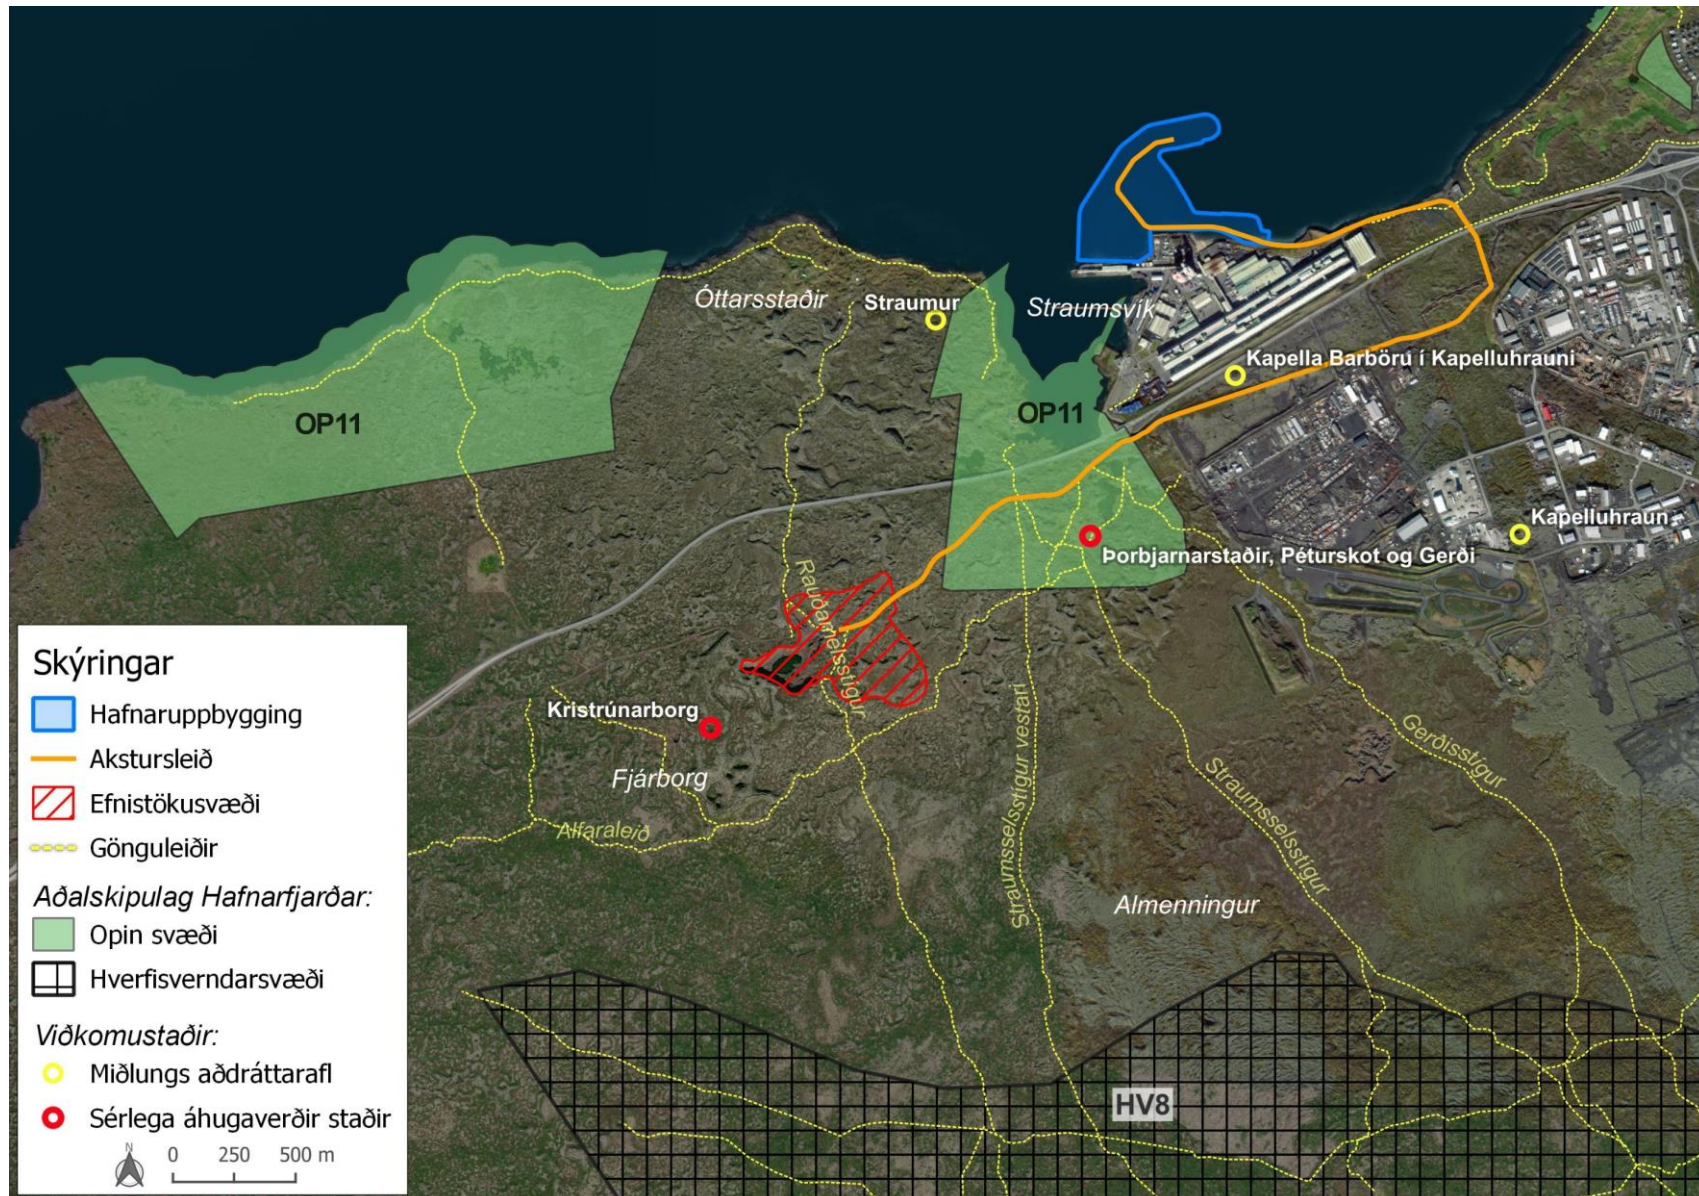 Óttarsstaðir
Straumur
Straumsvík
Kapella Barböru í Kapelluhrauni
OP11
OP11
Kapelluhraun
Þorbjarnarstaðir, Péturskot og Gerði
Rauðamelsstígur
Kristrúnarborg
Fjárborg
Alfaraleið
Straumsselsstígur vestari
Straumsselsstígur
Gerðisstígur
Almenningur
HV8
Skýringar
Hafnaruppbygging
Akstursleið
Efnistökusvæði
Gönguleiðir
Aðalskipulag Hafnarfjarðar:
Opin svæði
Hverfisverndarsvæði
Viðkomustaðir:
Miðlungs aðdráttarafl
Sérlega áhugaverðir staðir
N
0 250 500 m